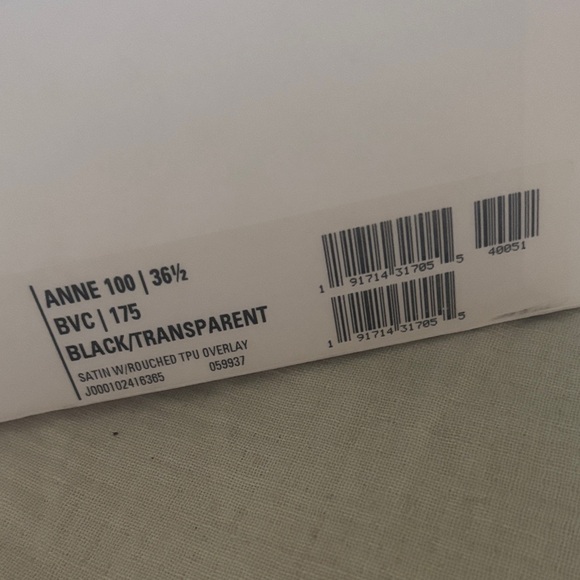 ANNE 100 | 36½
BVC | 175
BLACK/TRANSPARENT
SATIN W/ROUCHED TPU OVERLAY
J000102416365 059937
1 91714 31705 5
40051
1 91714 31705 5